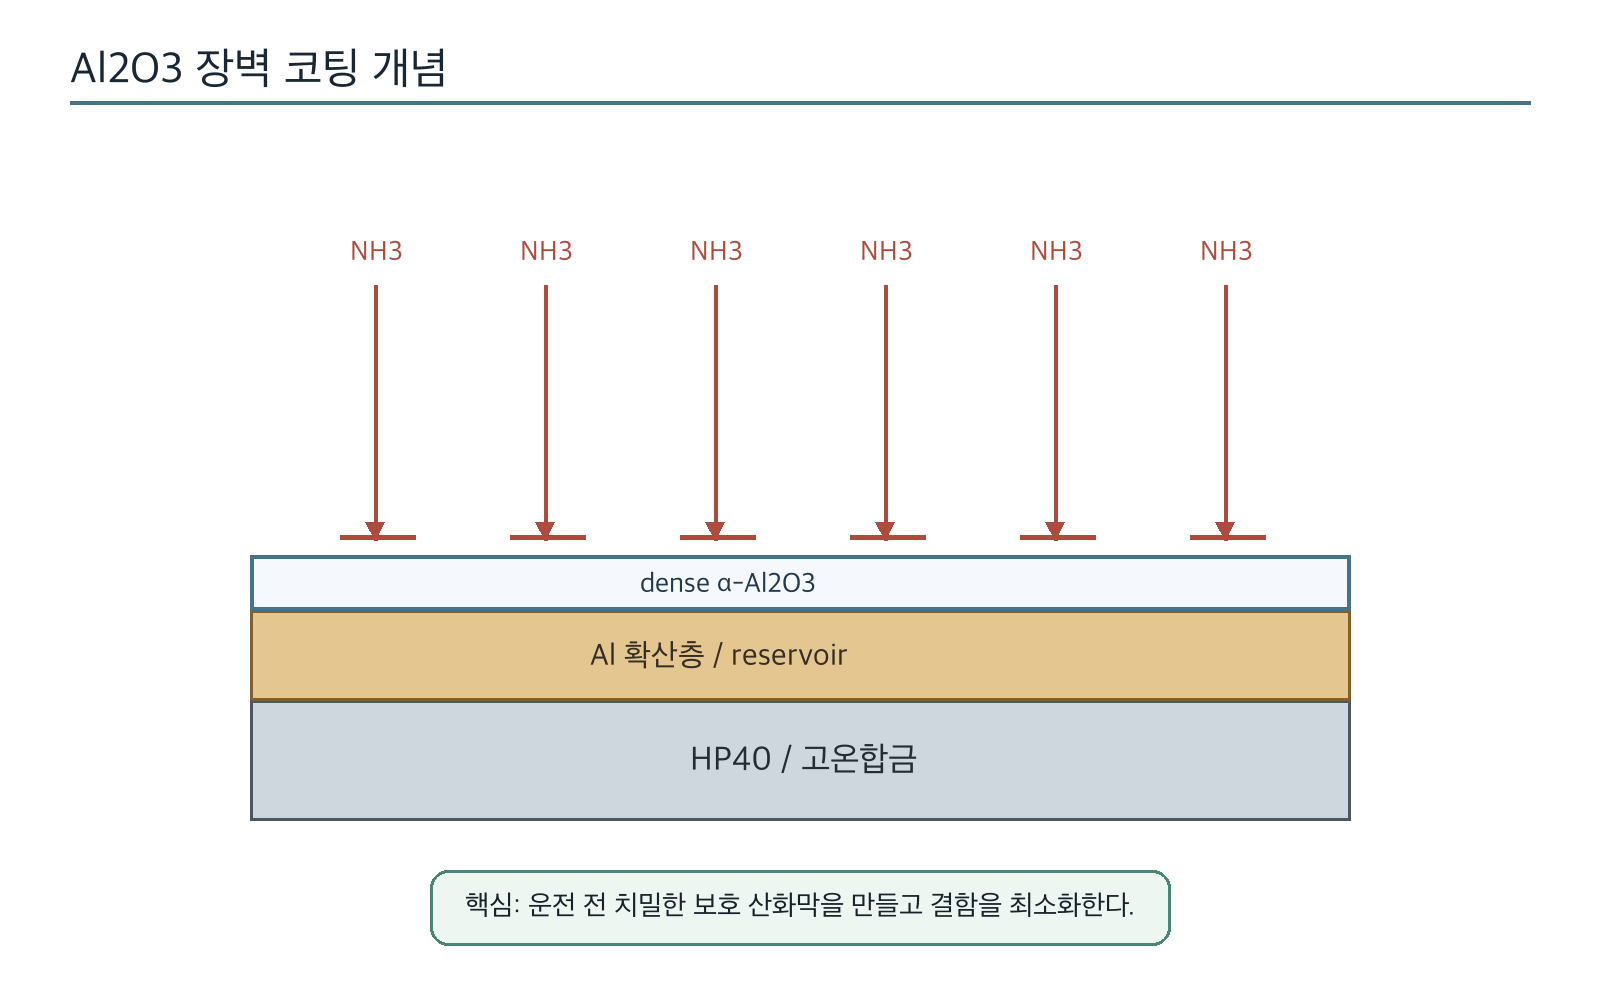 Al2O3 장벽 코팅 개념
NH3 NH3 NH3 NH3 NH3 NH3
dense α-Al2O3
Al 확산층 / reservoir
HP40 / 고온합금
핵심: 운전 전 치밀한 보호 산화막을 만들고 결함을 최소화한다.